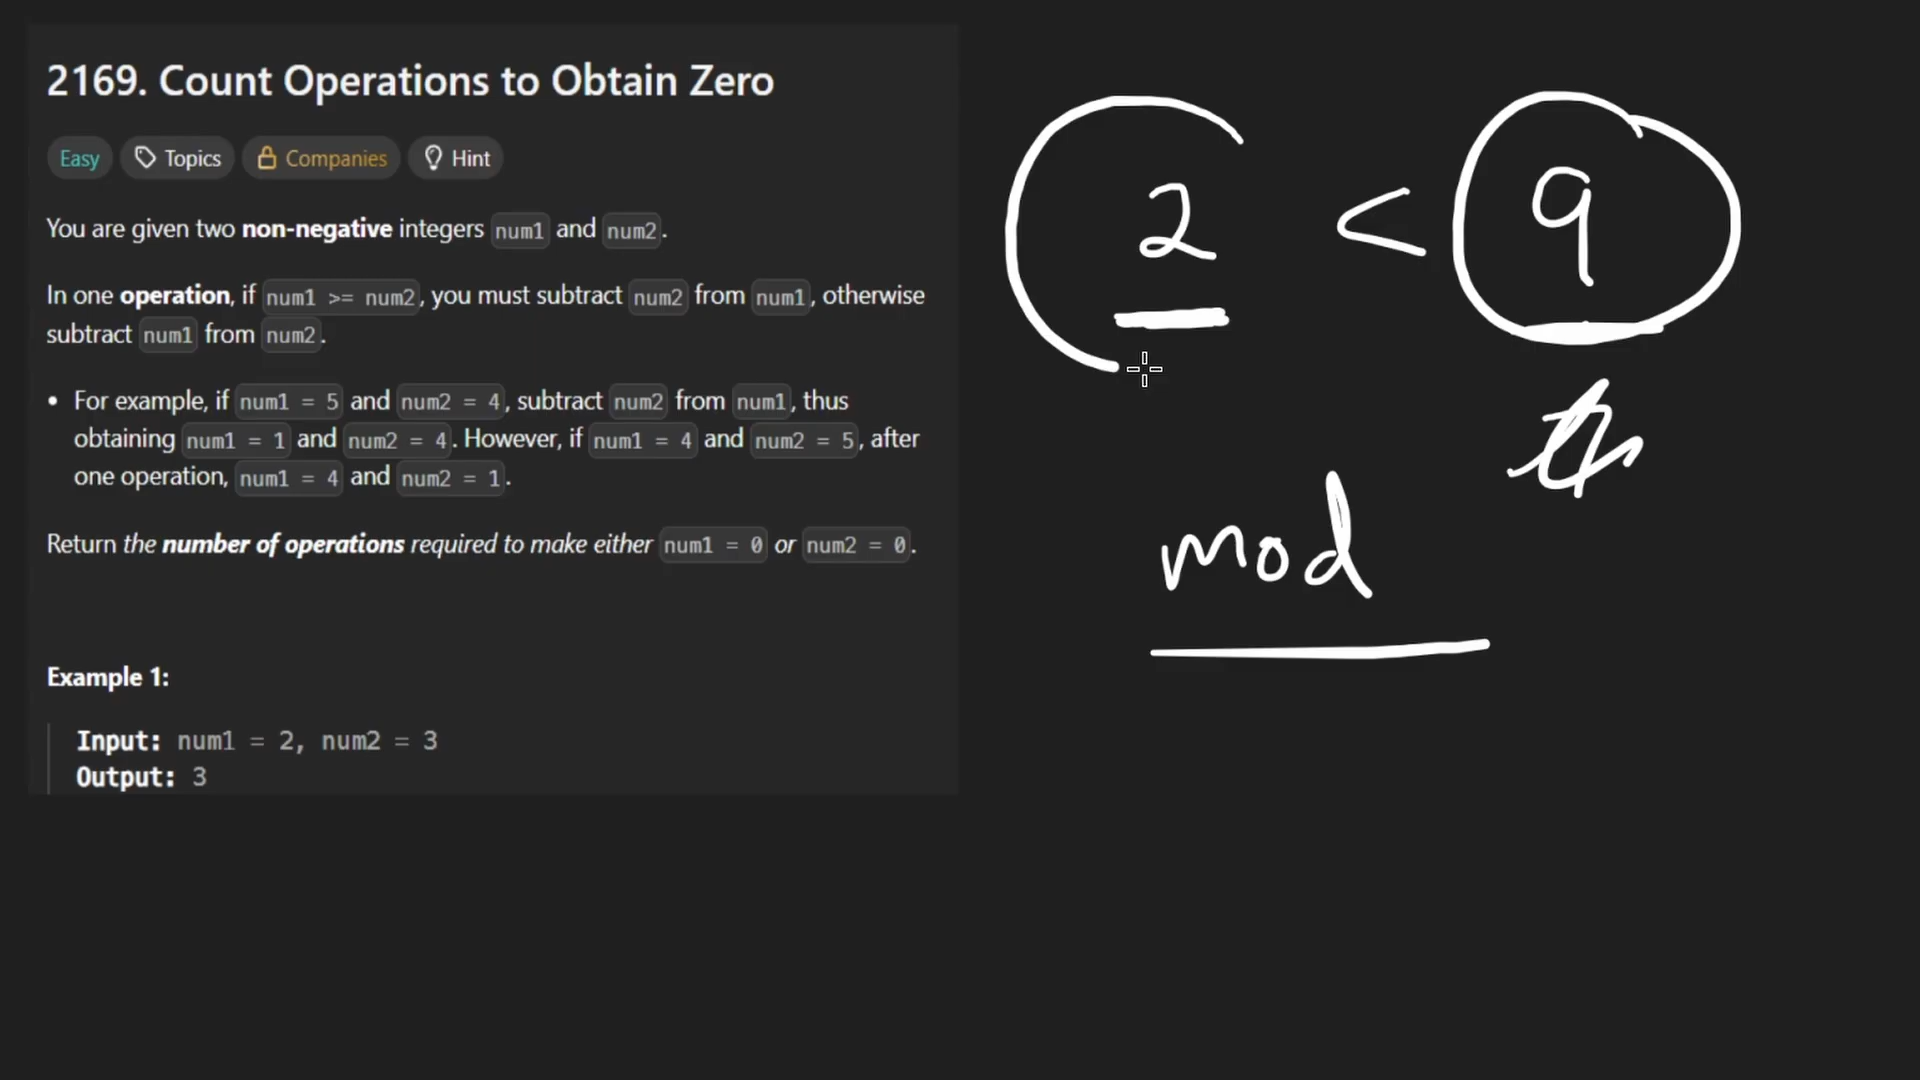 2169. Count Operations to Obtain Zero
Easy Topics Companies Hint
You are given two non-negative integers num1 and num2.
In one operation, if num1 >= num2, you must subtract num2 from num1, otherwise
subtract num1 from num2.
• For example, if num1 = 5 and num2 = 4, subtract num2 from num1, thus
obtaining num1 = 1 and num2 = 4. However, if num1 = 4 and num2 = 5, after
one operation, num1 = 4 and num2 = 1.
Return the number of operations required to make either num1 = 0 or num2 = 0.
Example 1:
Input: num1 = 2, num2 = 3
Output: 3
2 < 9
mod